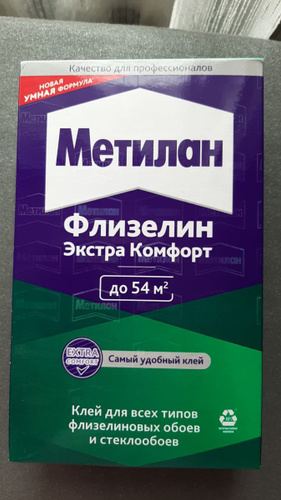 Качество для профессионалов
НОВАЯ
УМНАЯ ФОРМУЛА
Метилан
Флизелин
Экстра Комфорт
до 54 м²
EXTRA
COMFORT
Самый удобный клей
Клей для всех типов
флизелиновых обоев
и стеклообоев